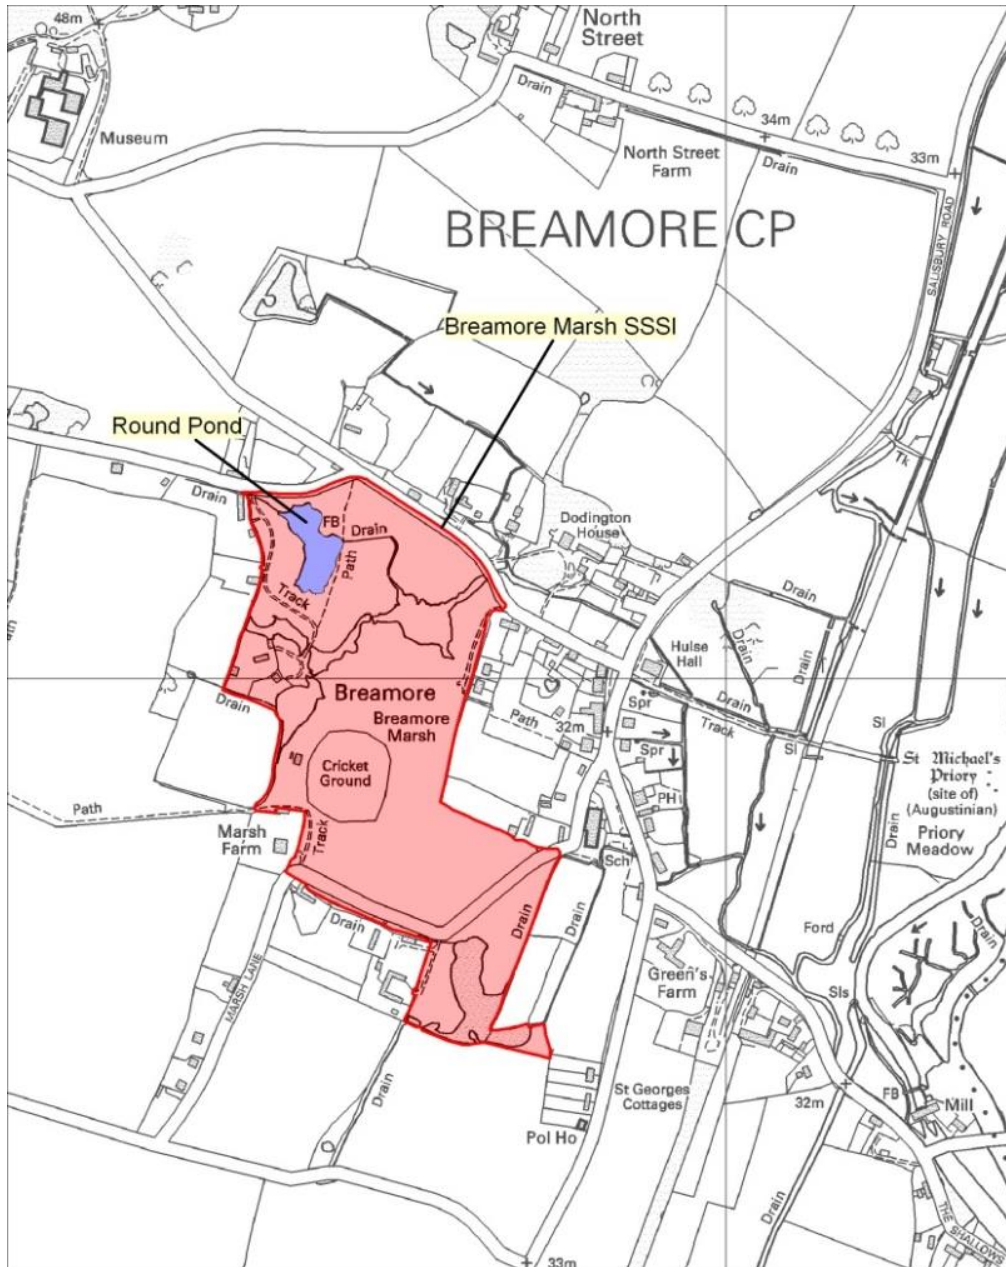 48m
North
Street
Drain
Museum
34m
North Street
Farm
Drain
33m
BREAMORE CP
SALISBURY ROAD
Breamore Marsh SSSI
Round Pond
Tk
Drain
FB
Drain
Path
Dodington
House
Track
Drain
Drain
Drain
Hulse
Hall
Path
Breamore
Breamore
Marsh
Drain
Path
32m
Spr
Drain
Track
Sl
Sl
Spr
St Michael's
Priory
(site of)
(Augustinian)
Priory
Meadow
Drain
Cricket
Ground
PH
Path
Marsh
Farm
Track
Sch
Drain
Drain
Drain
Ford
Drain
Green's
Farm
Sls
MARSH LANE
Drain
St Georges
Cottages
32m
FB
Mill
Pol Ho
Drain
THE SHALLOWS
33m